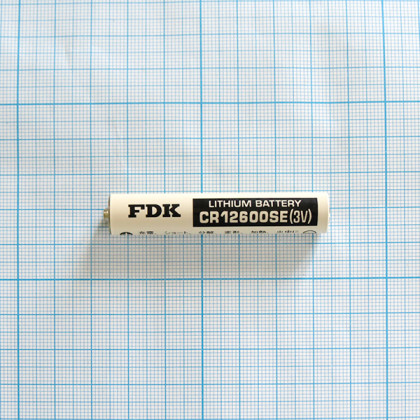 FDK
LITHIUM BATTERY
CR12600SE(3V)